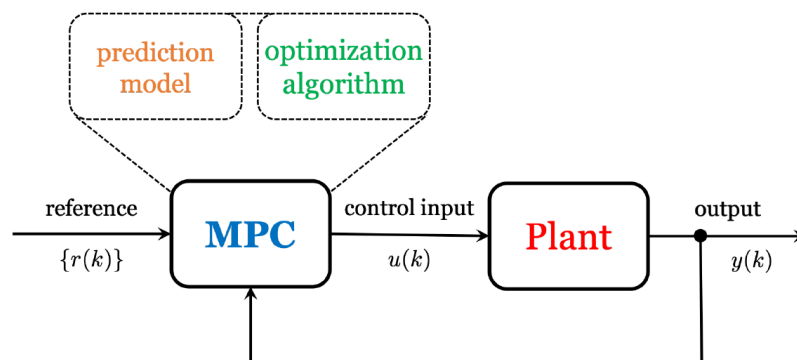 prediction
model
optimization
algorithm
reference
{r(k)}
MPC
control input
u(k)
Plant
output
y(k)